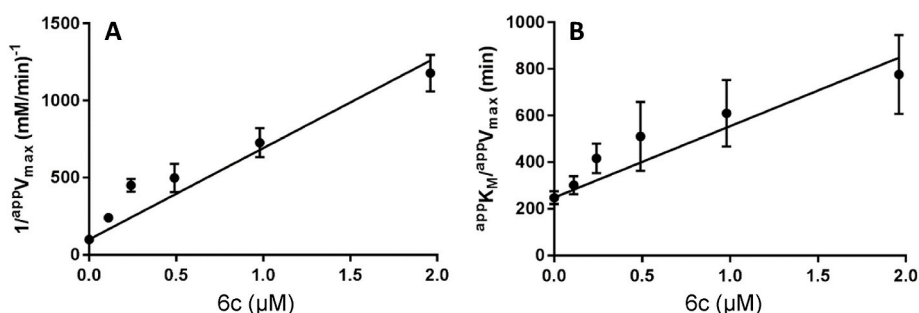 A
1/appVmax (mM/min)-1
1500
1000
500
0
0.0 0.5 1.0 1.5 2.0
6c (µM)
B
appKM/appVmax (min)
1000
800
600
400
200
0
0.0 0.5 1.0 1.5 2.0
6c (µM)